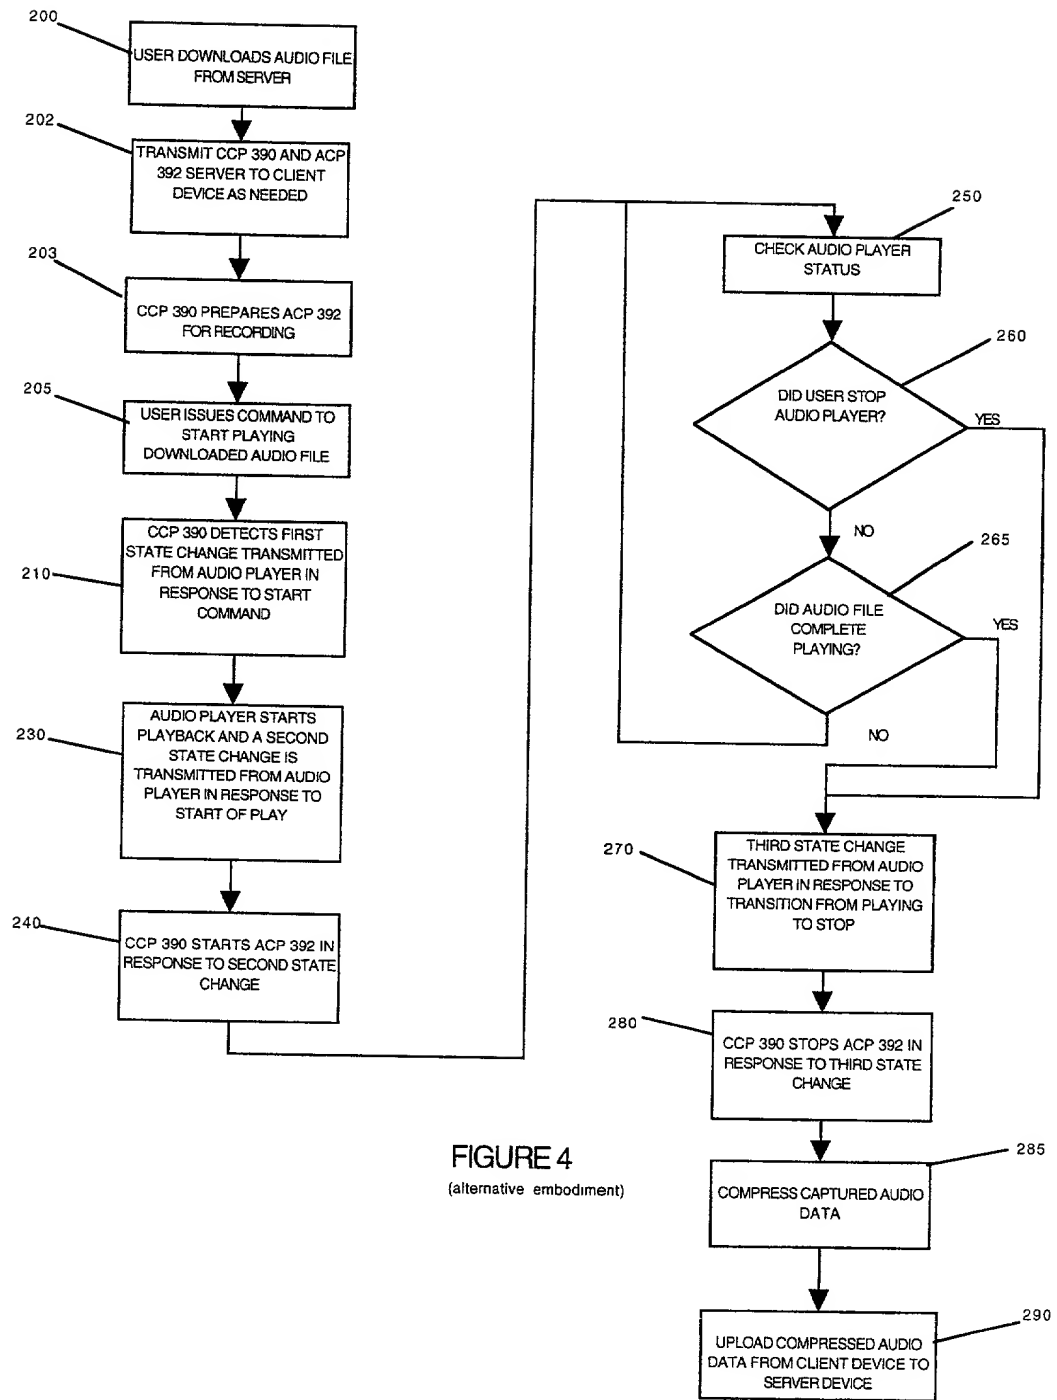 200
USER DOWNLOADS AUDIO FILE
FROM SERVER
202
TRANSMIT CCP 390 AND ACP
392 SERVER TO CLIENT
DEVICE AS NEEDED
203
CCP 390 PREPARES ACP 392
FOR RECORDING
205
USER ISSUES COMMAND TO
START PLAYING
DOWNLOADED AUDIO FILE
210
CCP 390 DETECTS FIRST
STATE CHANGE TRANSMITTED
FROM AUDIO PLAYER IN
RESPONSE TO START
COMMAND
230
AUDIO PLAYER STARTS
PLAYBACK AND A SECOND
STATE CHANGE IS
TRANSMITTED FROM AUDIO
PLAYER IN RESPONSE TO
START OF PLAY
240
CCP 390 STARTS ACP 392 IN
RESPONSE TO SECOND STATE
CHANGE
250
CHECK AUDIO PLAYER
STATUS
260
DID USER STOP
AUDIO PLAYER?
YES
NO
265
DID AUDIO FILE
COMPLETE
PLAYING?
YES
NO
270
THIRD STATE CHANGE
TRANSMITTED FROM AUDIO
PLAYER IN RESPONSE TO
TRANSITION FROM PLAYING
TO STOP
280
CCP 390 STOPS ACP 392 IN
RESPONSE TO THIRD STATE
CHANGE
285
COMPRESS CAPTURED AUDIO
DATA
290
UPLOAD COMPRESSED AUDIO
DATA FROM CLIENT DEVICE TO
SERVER DEVICE
FIGURE 4
(alternative embodiment)